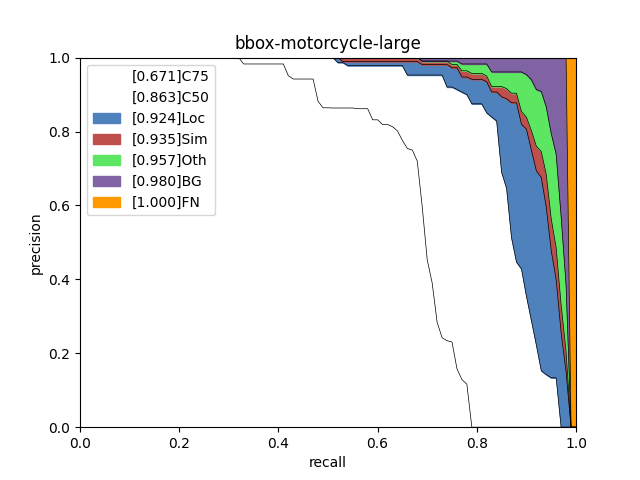 bbox-motorcycle-large
[0.671]C75
[0.863]C50
[0.924]Loc
[0.935]Sim
[0.957]Oth
[0.980]BG
[1.000]FN
precision
1.0
0.8
0.6
0.4
0.2
0.0
0.0 0.2 0.4 0.6 0.8 1.0
recall